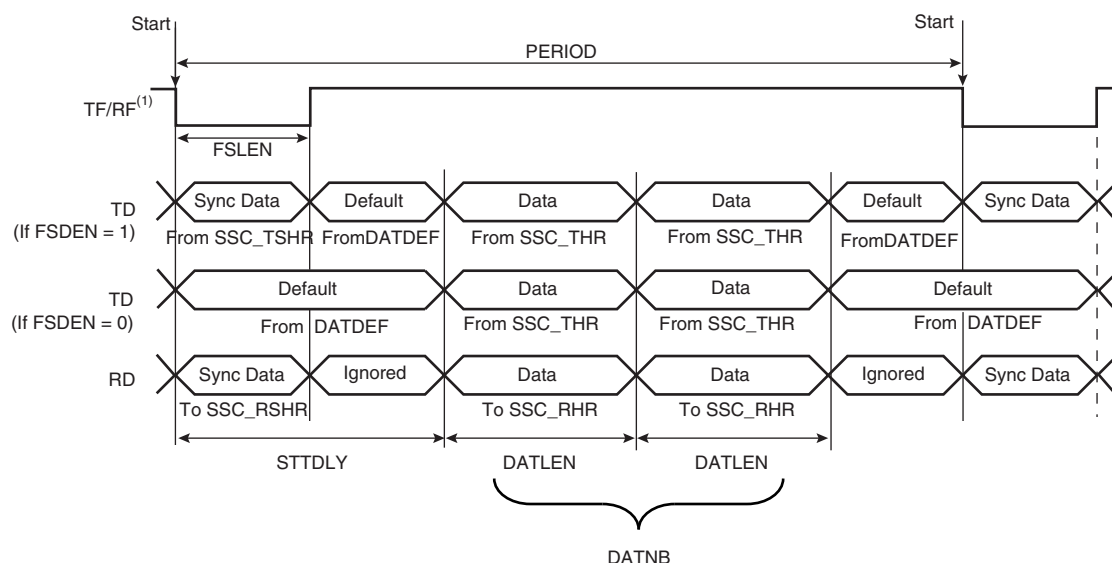 Start
Start
PERIOD
TF/RF(1)
FSLEN
TD
(If FSDEN = 1)
Sync Data
Default
Data
Data
Default
Sync Data
From SSC_TSHR
FromDATDEF
From SSC_THR
From SSC_THR
FromDATDEF
TD
(If FSDEN = 0)
Default
Data
Data
Default
From DATDEF
From SSC_THR
From SSC_THR
From DATDEF
RD
Sync Data
Ignored
Data
Data
Ignored
Sync Data
To SSC_RSHR
To SSC_RHR
To SSC_RHR
STTDLY
DATLEN
DATLEN
DATNB